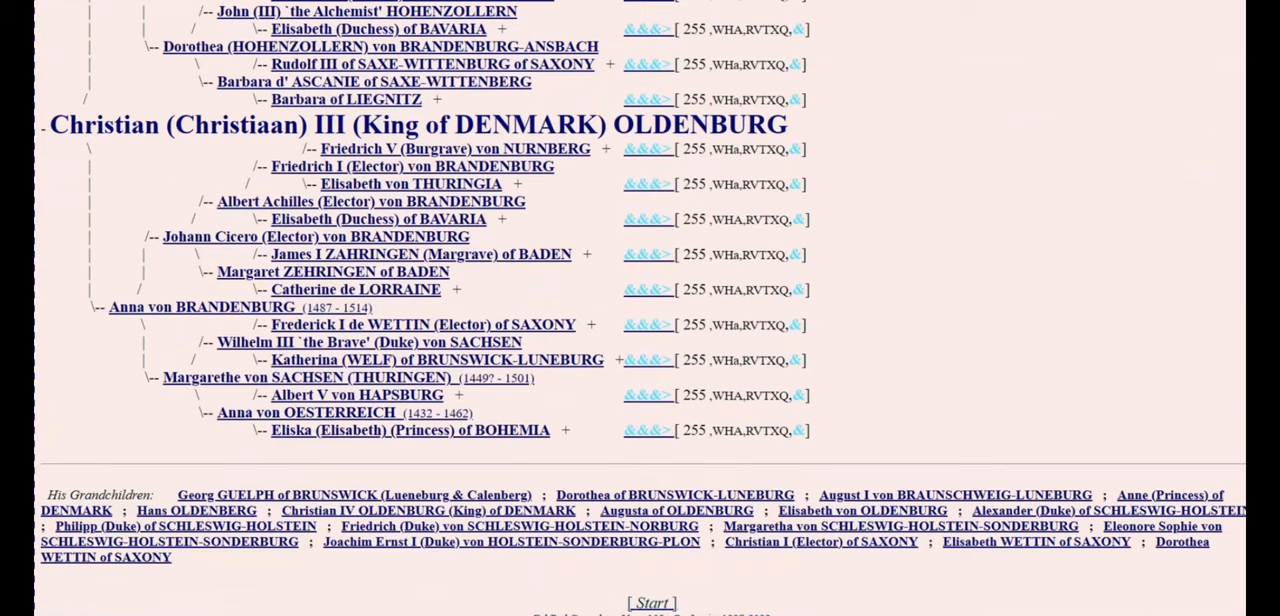 /-- John (III) `the Alchemist' HOHENZOLLERN
\-- Elisabeth (Duchess) of BAVARIA + &&&>[ 255 ,WHA,RVTXQ,&]
\-- Dorothea (HOHENZOLLERN) von BRANDENBURG-ANSBACH
/-- Rudolf III of SAXE-WITTENBURG of SAXONY + &&&>[ 255 ,WHa,RVTXQ,&]
\-- Barbara d' ASCANIE of SAXE-WITTENBERG
\-- Barbara of LIEGNITZ + &&&>[ 255 ,WHa,RVTXQ,&]
- Christian (Christiaan) III (King of DENMARK) OLDENBURG
/-- Friedrich V (Burgrave) von NURNBERG + &&&>[ 255 ,WHa,RVTXQ,&]
/-- Friedrich I (Elector) von BRANDENBURG
\-- Elisabeth von THURINGIA + &&&>[ 255 ,WHa,RVTXQ,&]
/-- Albert Achilles (Elector) von BRANDENBURG
\-- Elisabeth (Duchess) of BAVARIA + &&&>[ 255 ,WHA,RVTXQ,&]
/-- Johann Cicero (Elector) von BRANDENBURG
/-- James I ZAHRINGEN (Margrave) of BADEN + &&&>[ 255 ,WHa,RVTXQ,&]
\-- Margaret ZEHRINGEN of BADEN
\-- Catherine de LORRAINE + &&&>[ 255 ,WHA,RVTXQ,&]
\-- Anna von BRANDENBURG (1487 - 1514)
/-- Frederick I de WETTIN (Elector) of SAXONY + &&&>[ 255 ,WHa,RVTXQ,&]
/-- Wilhelm III `the Brave' (Duke) von SACHSEN
\-- Katherina (WELF) of BRUNSWICK-LUNEBURG +&&&>[ 255 ,WHa,RVTXQ,&]
\-- Margarethe von SACHSEN (THURINGEN) (1449? - 1501)
/-- Albert V von HAPSBURG + &&&>[ 255 ,WHA,RVTXQ,&]
\-- Anna von OESTERREICH (1432 - 1462)
\-- Eliska (Elisabeth) (Princess) of BOHEMIA + &&&>[ 255 ,WHA,RVTXQ,&]
His Grandchildren: Georg GUELPH of BRUNSWICK (Lueneburg & Calenberg) ; Dorothea of BRUNSWICK-LUNEBURG ; August I von BRAUNSCHWEIG-LUNEBURG ; Anne (Princess) of
DENMARK ; Hans OLDENBERG ; Christian IV OLDENBURG (King) of DENMARK ; Augusta of OLDENBURG ; Elisabeth von OLDENBURG ; Alexander (Duke) of SCHLESWIG-HOLSTEIN
; Philipp (Duke) of SCHLESWIG-HOLSTEIN ; Friedrich (Duke) von SCHLESWIG-HOLSTEIN-NORBURG ; Margaretha von SCHLESWIG-HOLSTEIN-SONDERBURG ; Eleonore Sophie von
SCHLESWIG-HOLSTEIN-SONDERBURG ; Joachim Ernst I (Duke) von HOLSTEIN-SONDERBURG-PLON ; Christian I (Elector) of SAXONY ; Elisabeth WETTIN of SAXONY ; Dorothea
WETTIN of SAXONY
[ Start ]